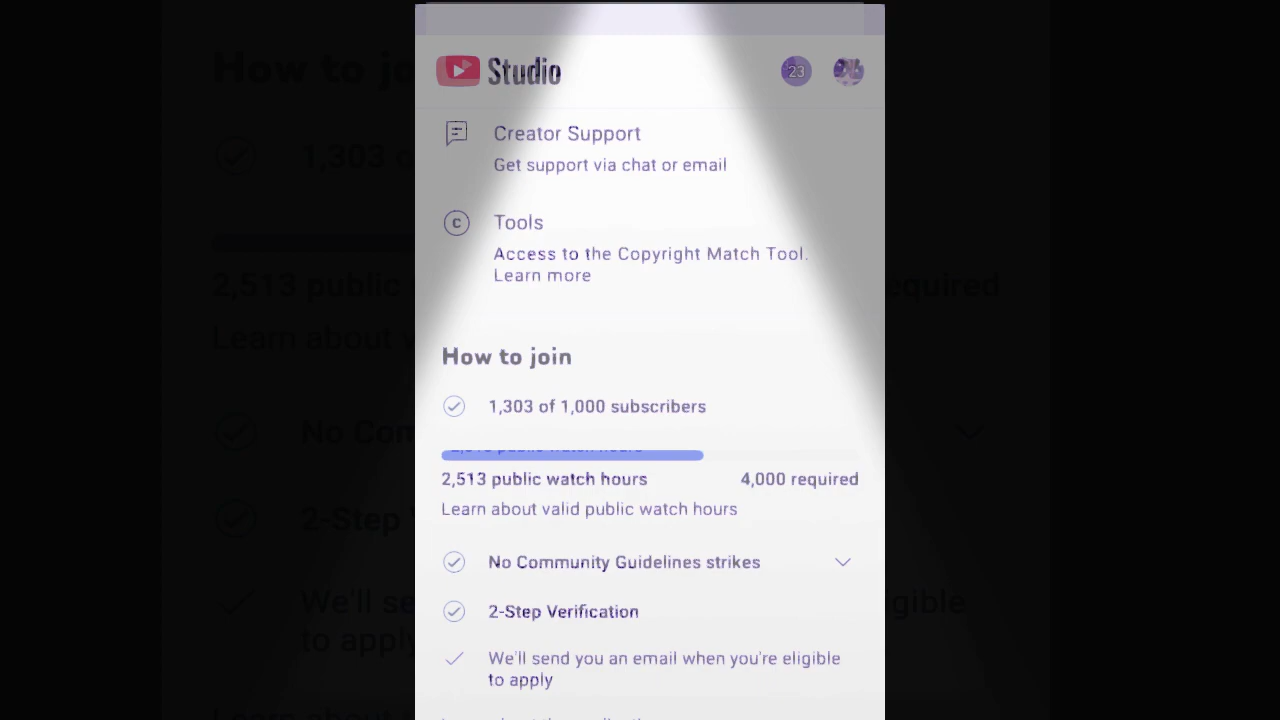 Studio
23
Creator Support
Get support via chat or email
Tools
Access to the Copyright Match Tool.
Learn more
How to join
1,303 of 1,000 subscribers
2,513 public watch hours
4,000 required
Learn about valid public watch hours
No Community Guidelines strikes
2-Step Verification
We'll send you an email when you're eligible
to apply